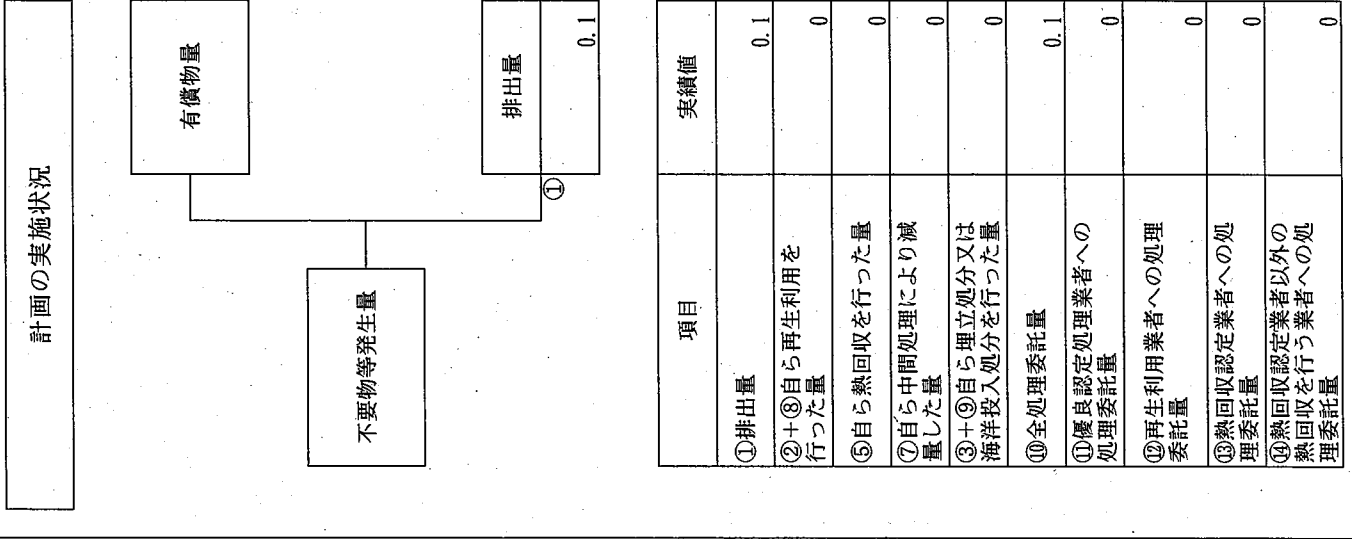 計画の実施状況
有償物量
不要物等発生量
排出量
①
0.1
項目
実績値
①排出量
0.1
②+⑧自ら再生利用を
行った量
0
⑤自ら熱回収を行った量
0
⑦自ら中間処理により減
量した量
0
③+⑨自ら埋立処分又は
海洋投入処分を行った量
0
⑩全処理委託量
0.1
⑪優良認定処理業者への
処理委託量
0
⑫再生利用業者への処理
委託量
0
⑬熱回収認定業者への処
理委託量
0
⑭熱回収認定業者以外の
熱回収を行う業者への処
理委託量
0